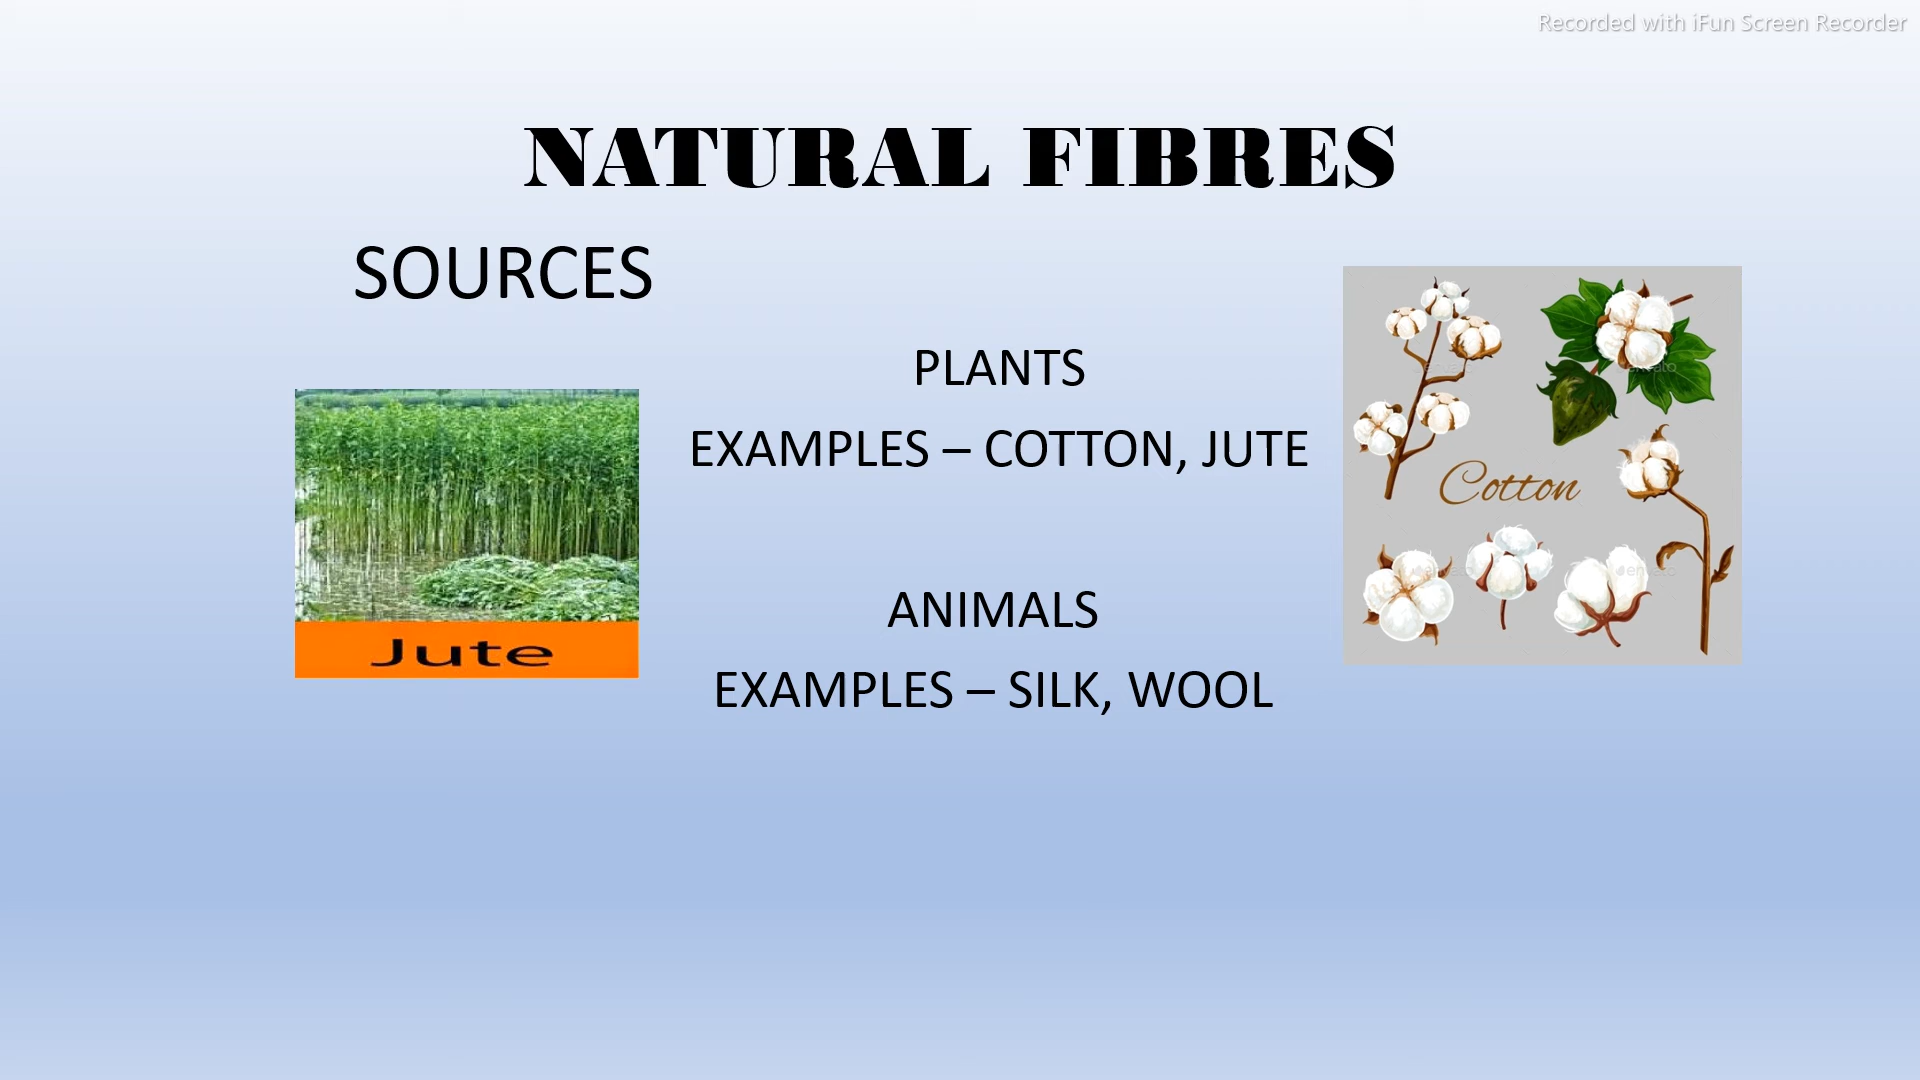 Recorded with iFun Screen Recorder
NATURAL FIBRES
SOURCES
PLANTS
EXAMPLES – COTTON, JUTE
Cotton
Jute
ANIMALS
EXAMPLES – SILK, WOOL